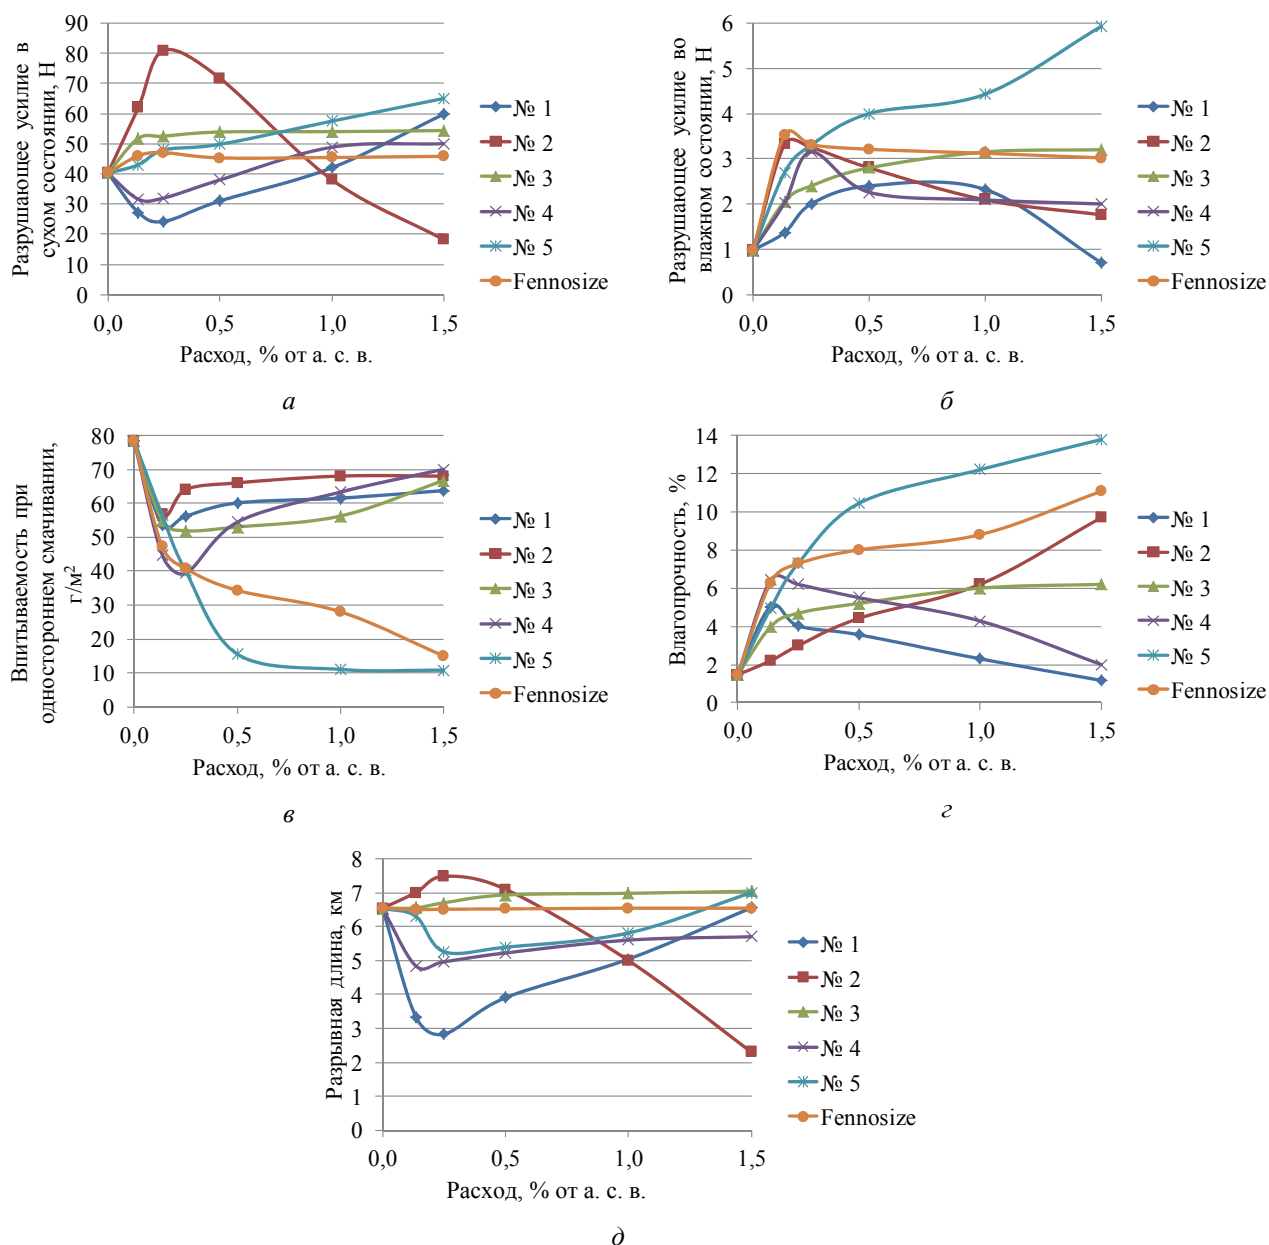 Разрушающее усилие в
сухом состоянии, Н
90
80
70
60
50
40
30
20
10
0
0,0 0,5 1,0 1,5
Расход, % от а. с. в.
№ 1
№ 2
№ 3
№ 4
№ 5
Fennosize
а
Разрушающее усилие во
влажном состоянии, Н
6
5
4
3
2
1
0
0,0 0,5 1,0 1,5
Расход, % от а. с. в.
№ 1
№ 2
№ 3
№ 4
№ 5
Fennosize
б
Впитываемость при
одностороннем смачивании,
г/м²
80
70
60
50
40
30
20
10
0
0,0 0,5 1,0 1,5
Расход, % от а. с. в.
№ 1
№ 2
№ 3
№ 4
№ 5
Fennosize
в
Влагопрочность, %
14
12
10
8
6
4
2
0
0,0 0,5 1,0 1,5
Расход, % от а. с. в.
№ 1
№ 2
№ 3
№ 4
№ 5
Fennosize
г
Разрывная длина, км
8
7
6
5
4
3
2
1
0
0,0 0,5 1,0 1,5
Расход, % от а. с. в.
№ 1
№ 2
№ 3
№ 4
№ 5
Fennosize
д